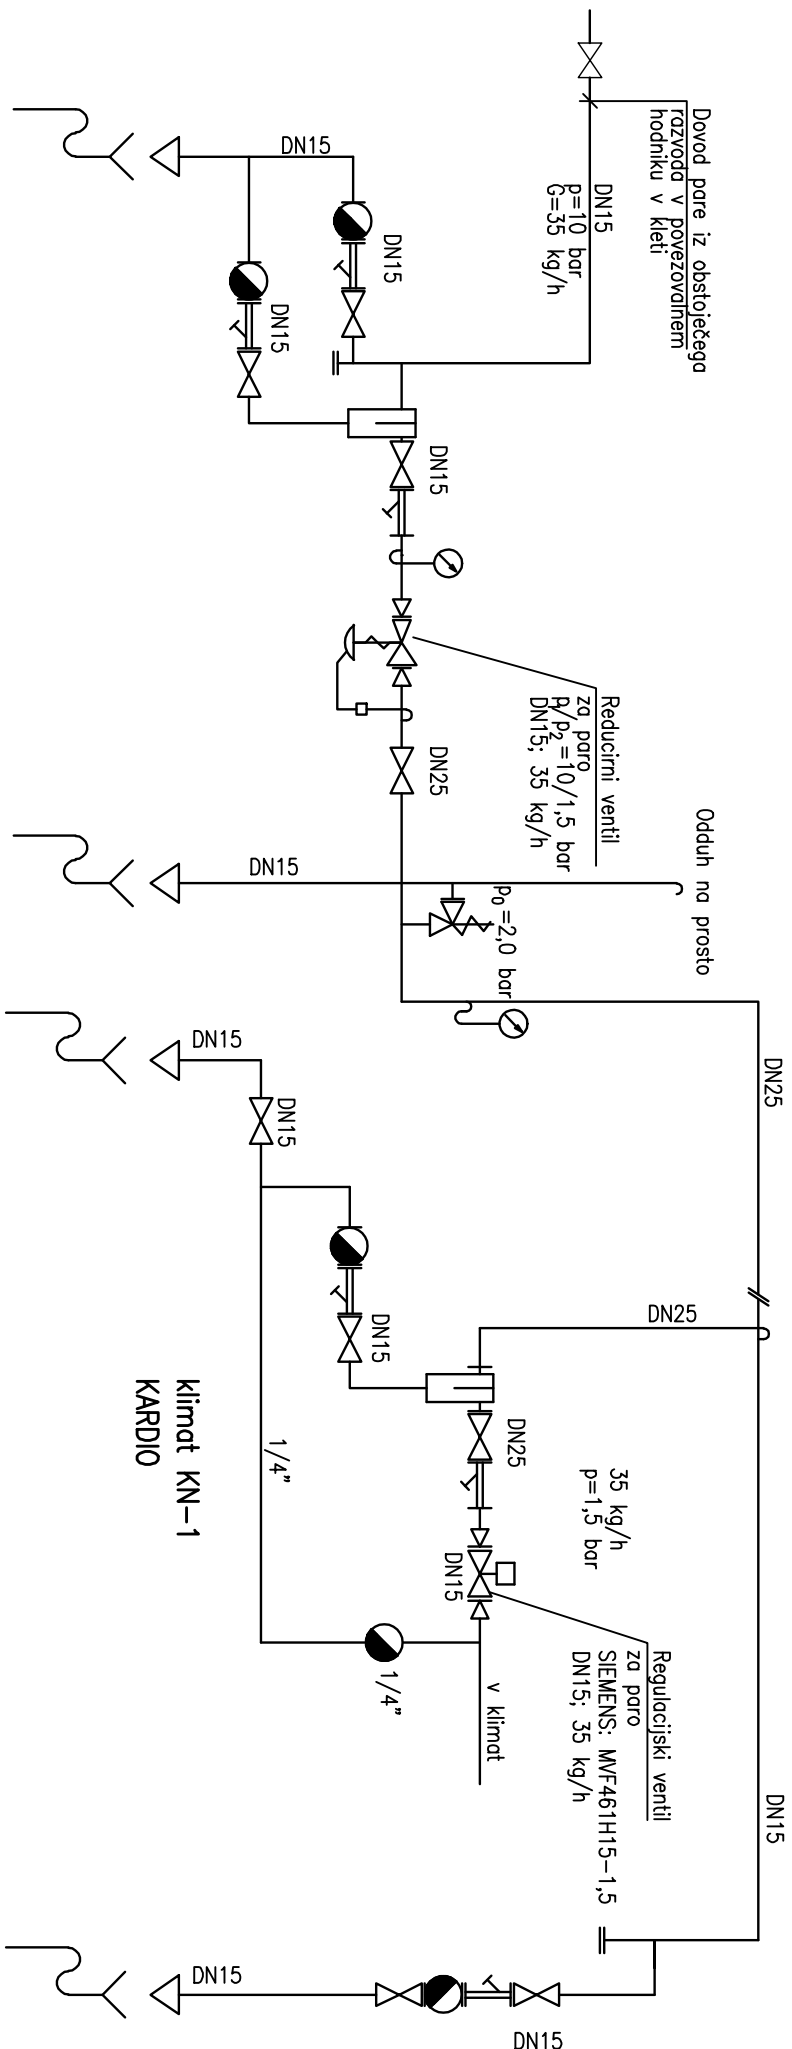 Dovod pare iz obstoječega
razvoda v povezovalnem
hodniku v kleti
DN15
p=10 bar
G=35 kg/h
DN15
DN15
DN15
DN15
Reducirni ventil
za paro
p/p2=10/1,5 bar
DN15; 35 kg/h
DN25
Odduh na prosto
DN15
p0=2,0 bar
DN25
DN15
DN15
DN25
DN15
DN25
35 kg/h
p=1,5 bar
DN15
Regulacijski ventil
za paro
SIEMENS: MVF461H15-1,5
DN15; 35 kg/h
v klimat
1/4"
1/4"
klimat KN-1
KARDIO
DN15
DN15
DN15